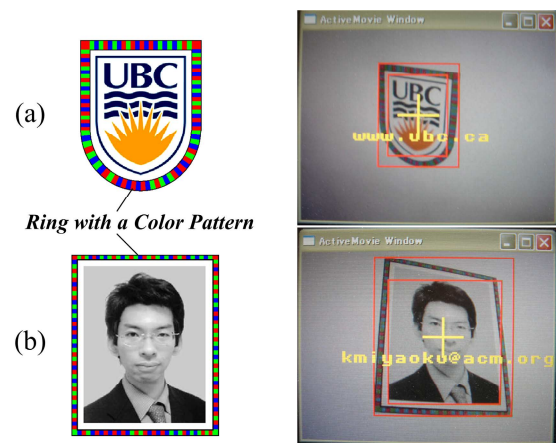 (a)
UBC
ActiveMovie Window
UBC
www.ubc.ca
Ring with a Color Pattern
ActiveMovie Window
(b)
kmiyaoku@acm.org